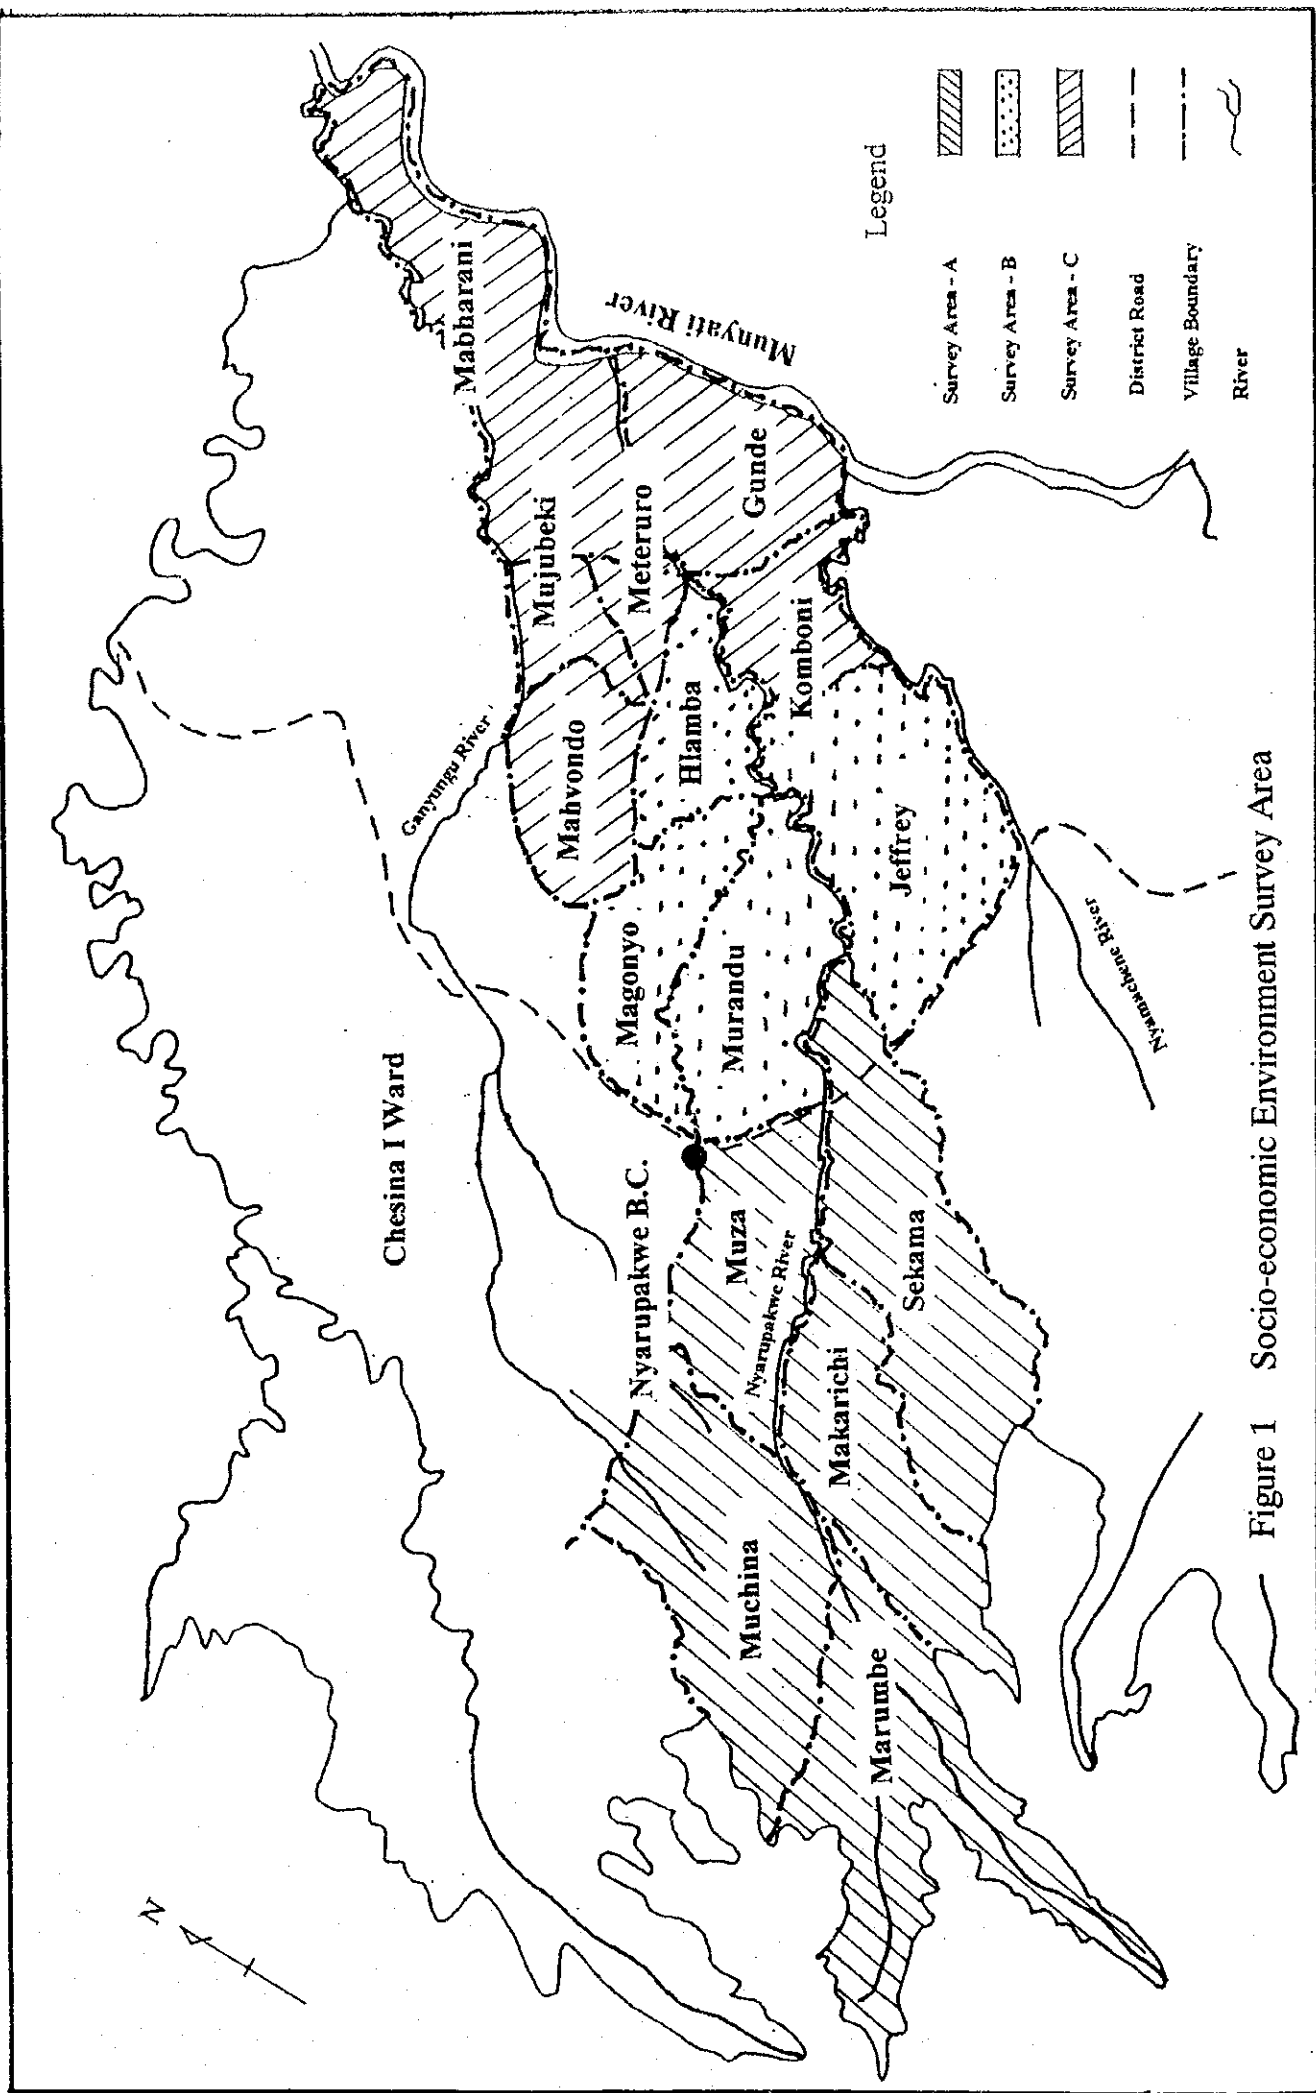 N
Chesina I Ward
Ganyungu River
Mabharani
Munyati River
Mujubeki
Meteruro
Gunde
Mahvondo
Hlamba
Komboni
Magonyo
Murandu
Jeffrey
Nyamuchene River
Nyarupakwe B.C.
Muza
Nyarupakwe River
Sekama
Makarichi
Muchina
Marumbe
Legend
Survey Area - A
Survey Area - B
Survey Area - C
District Road
Village Boundary
River
Figure 1 Socio-economic Environment Survey Area